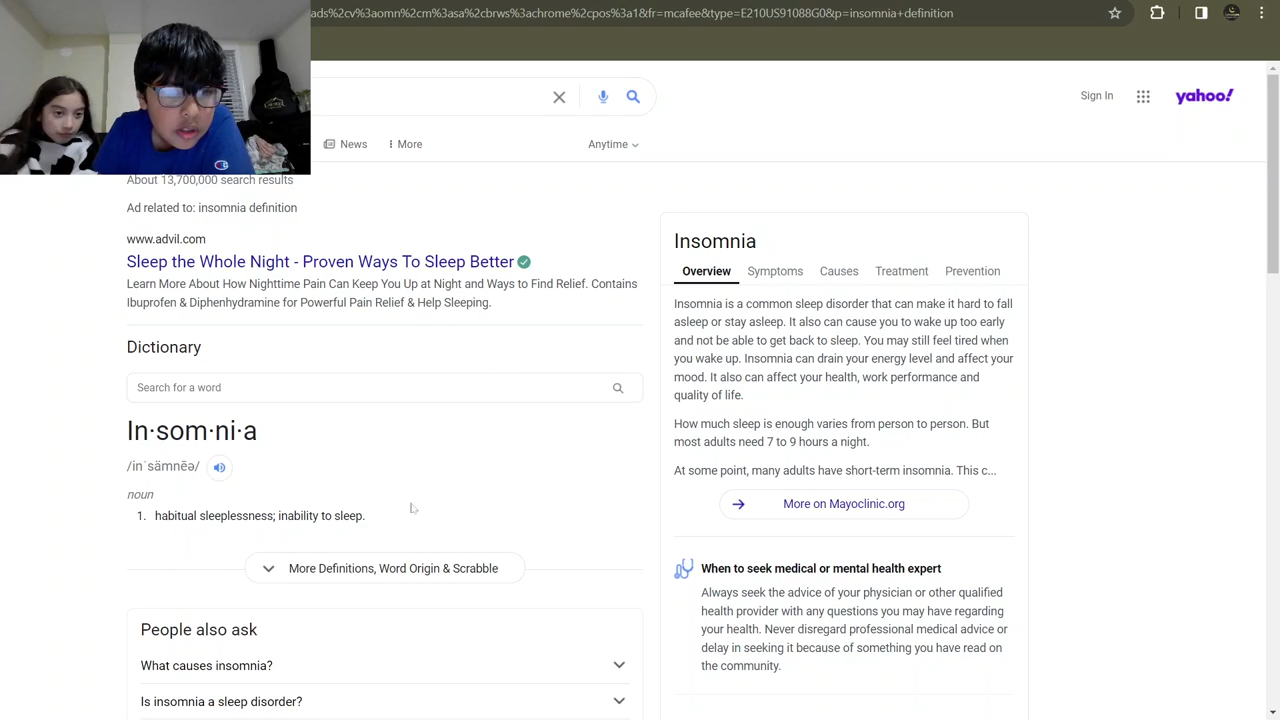 ads%2cv%3aomn%2cm%3asa%2cbrws%3achrome%2cpos%3a1&fr=mcafee&type=E210US91088G0&p=insomnia+definition
Sign In
yahoo!
News
More
Anytime
About 13,700,000 search results
Ad related to: insomnia definition
www.advil.com
Sleep the Whole Night - Proven Ways To Sleep Better
Learn More About How Nighttime Pain Can Keep You Up at Night and Ways to Find Relief. Contains
Ibuprofen & Diphenhydramine for Powerful Pain Relief & Help Sleeping.
Dictionary
Search for a word
In·som·ni·a
/inˈsämnēə/
noun
1. habitual sleeplessness; inability to sleep.
More Definitions, Word Origin & Scrabble
People also ask
What causes insomnia?
Is insomnia a sleep disorder?
Insomnia
Overview Symptoms Causes Treatment Prevention
Insomnia is a common sleep disorder that can make it hard to fall
asleep or stay asleep. It also can cause you to wake up too early
and not be able to get back to sleep. You may still feel tired when
you wake up. Insomnia can drain your energy level and affect your
mood. It also can affect your health, work performance and
quality of life.
How much sleep is enough varies from person to person. But
most adults need 7 to 9 hours a night.
At some point, many adults have short-term insomnia. This c...
More on Mayoclinic.org
When to seek medical or mental health expert
Always seek the advice of your physician or other qualified
health provider with any questions you may have regarding
your health. Never disregard professional medical advice or
delay in seeking it because of something you have read on
the community.